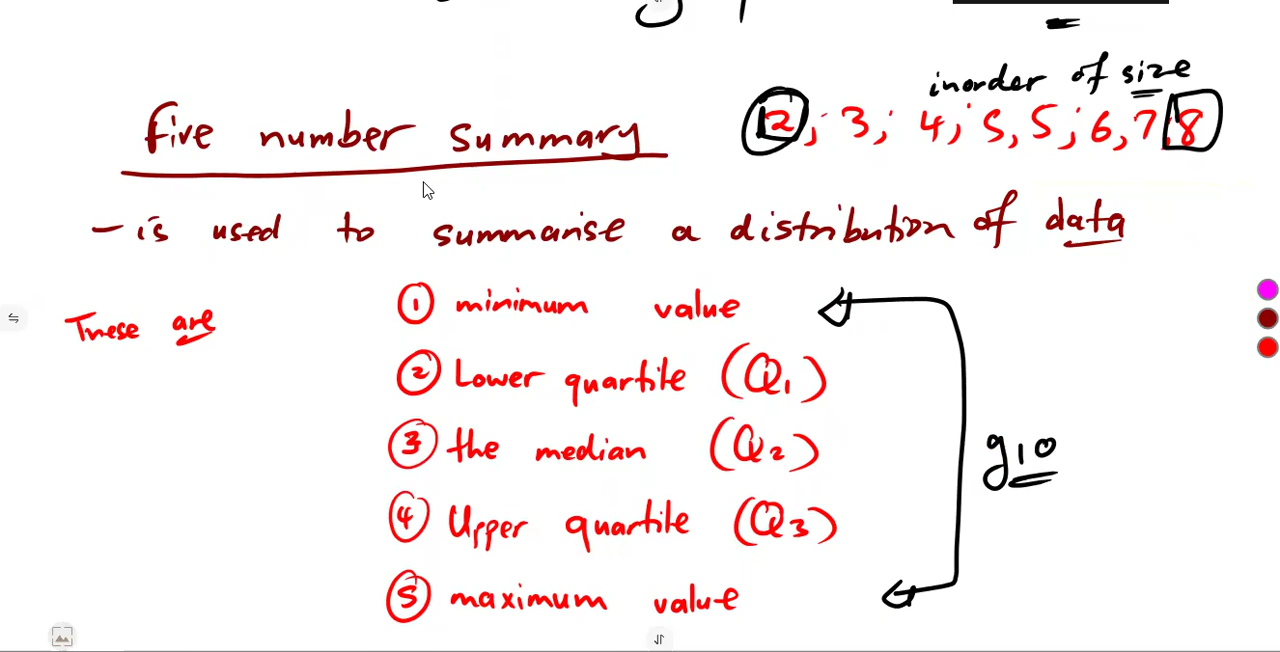 inorder of size
five number summary
2; 3; 4; 5, 5; 6, 7; 8
- is used to summarise a distribution of data
These are
① minimum value
② Lower quartile (Q1)
③ the median (Q2)
④ Upper quartile (Q3)
⑤ maximum value
g10